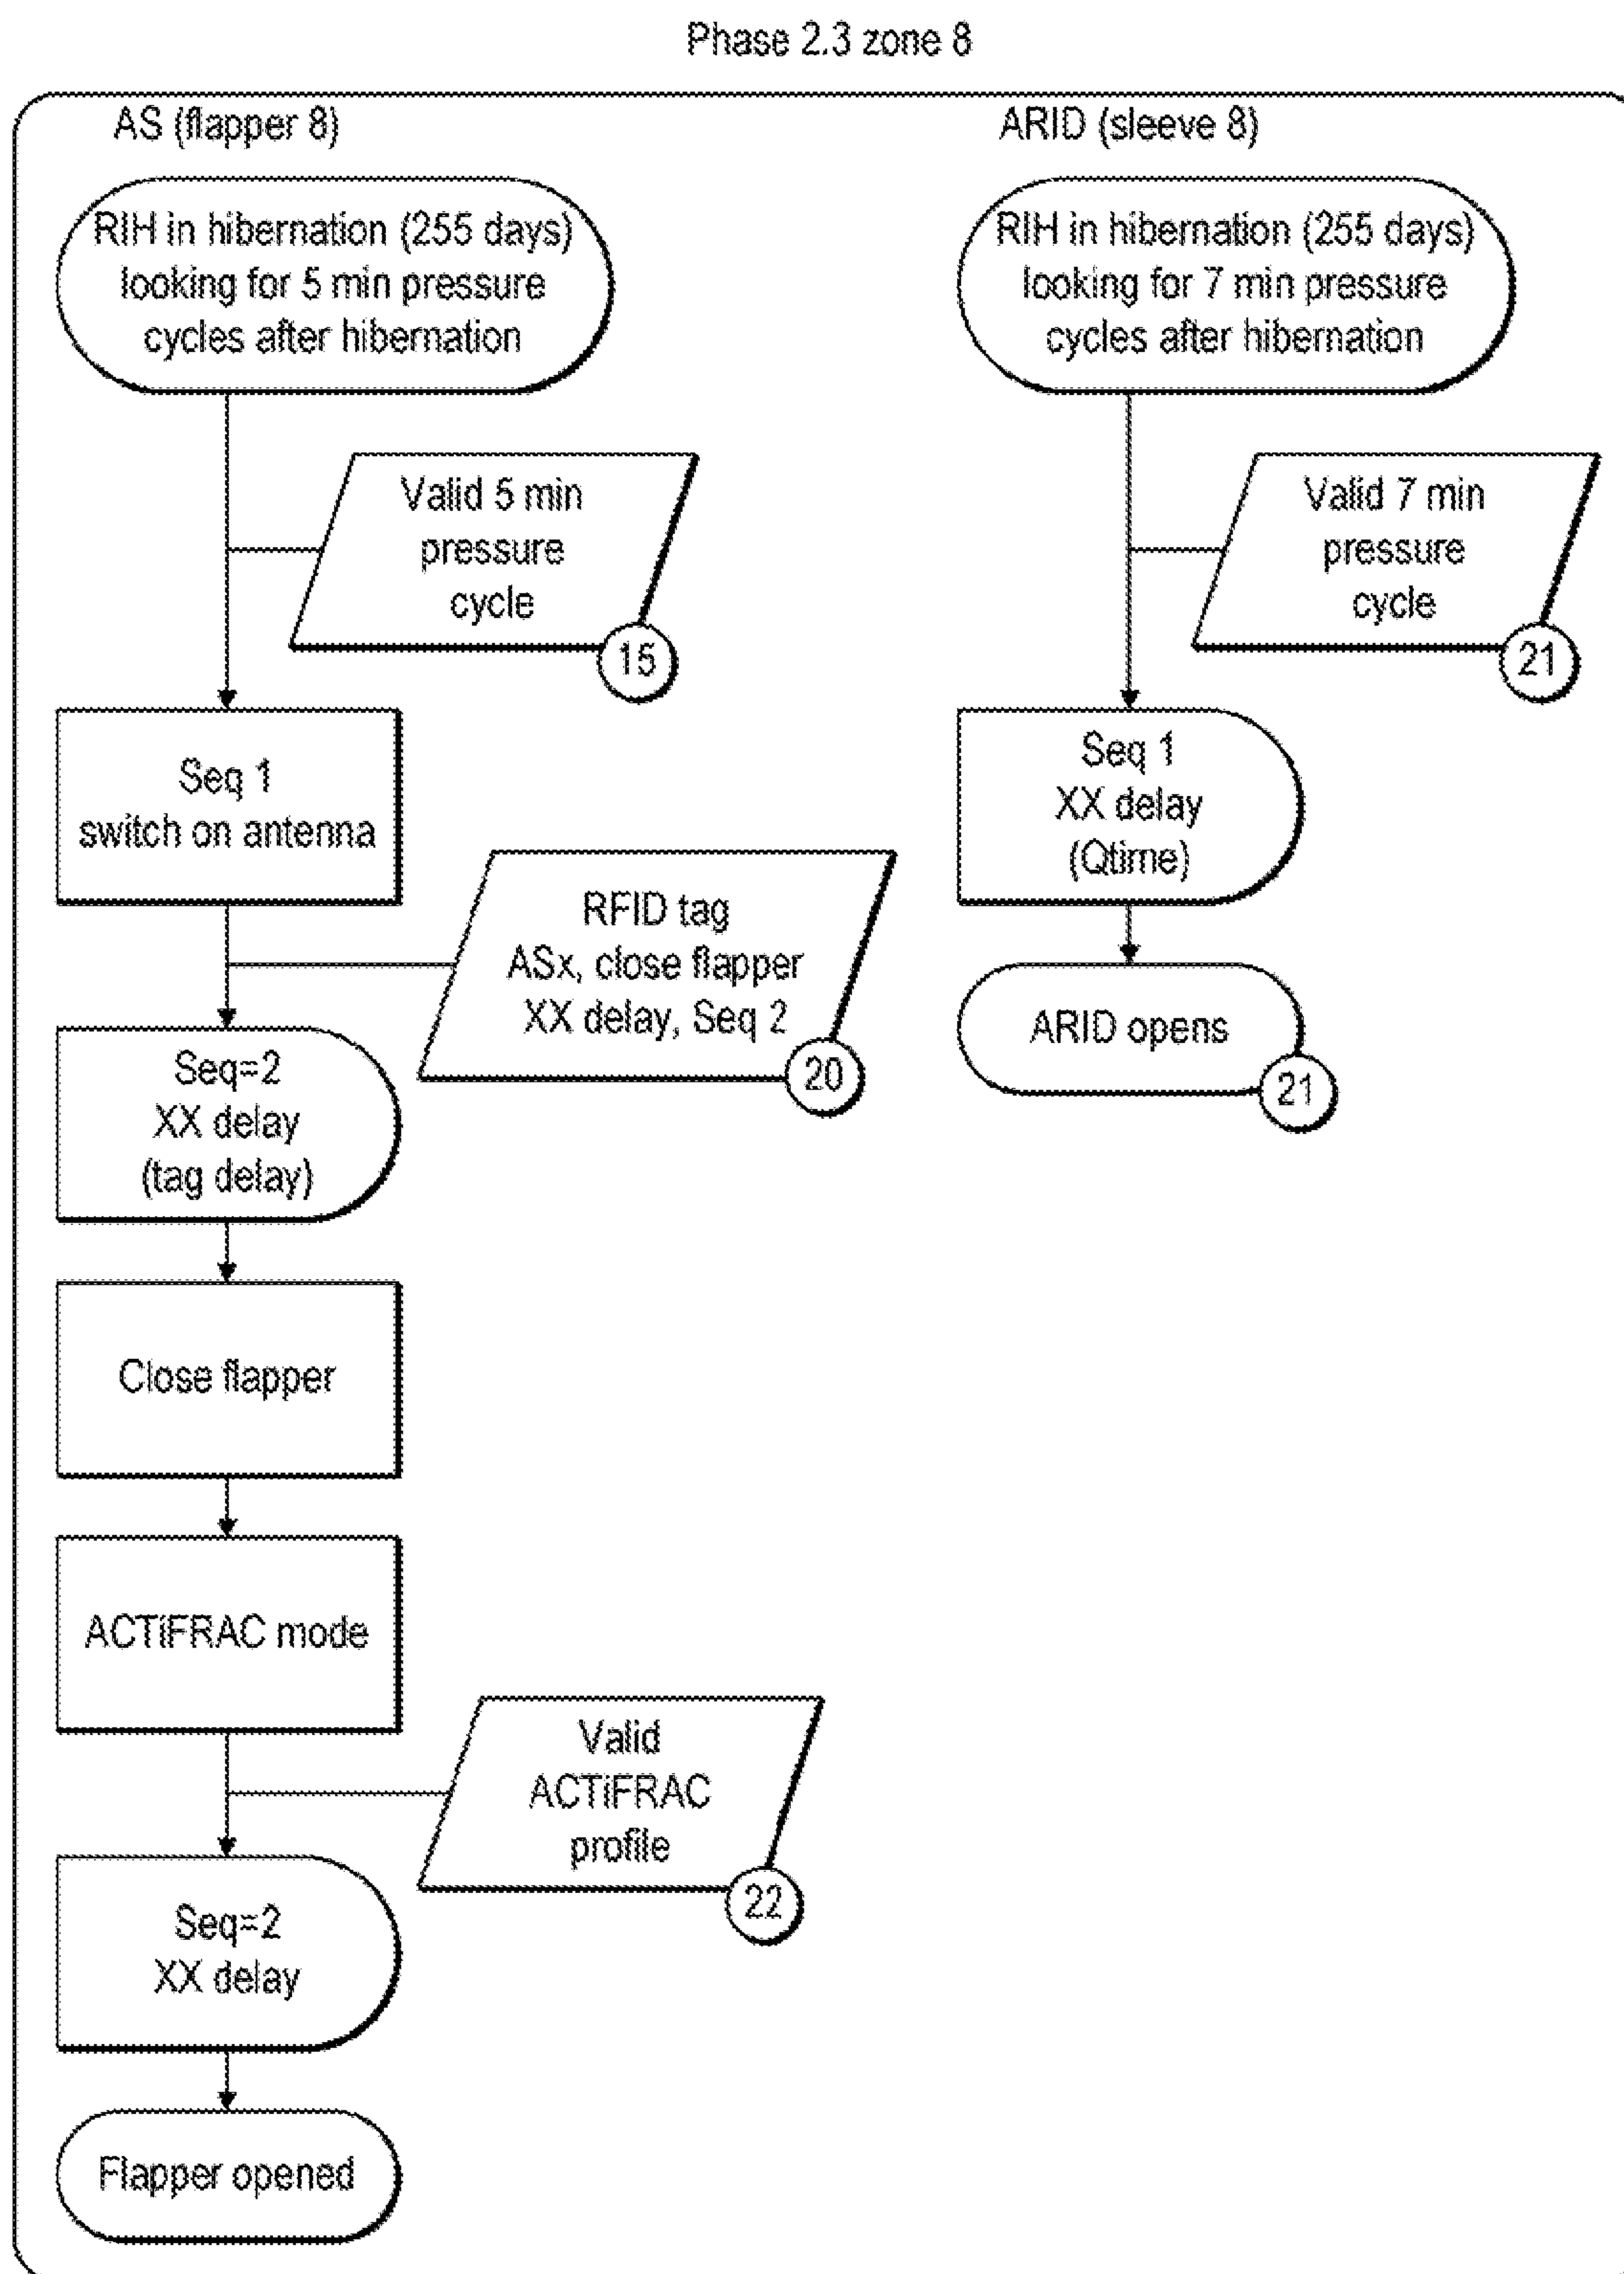 Phase 2.3 zone 8
AS (flapper 8)
RIH in hibernation (255 days)
looking for 5 min pressure
cycles after hibernation
Valid 5 min
pressure
cycle
15
Seq 1
switch on antenna
RFID tag
ASx, close flapper
XX delay, Seq 2
20
Seq=2
XX delay
(tag delay)
Close flapper
ACTiFRAC mode
Valid
ACTiFRAC
profile
22
Seq=2
XX delay
Flapper opened
ARID (sleeve 8)
RIH in hibernation (255 days)
looking for 7 min pressure
cycles after hibernation
Valid 7 min
pressure
cycle
21
Seq 1
XX delay
(Qtime)
ARID opens
21